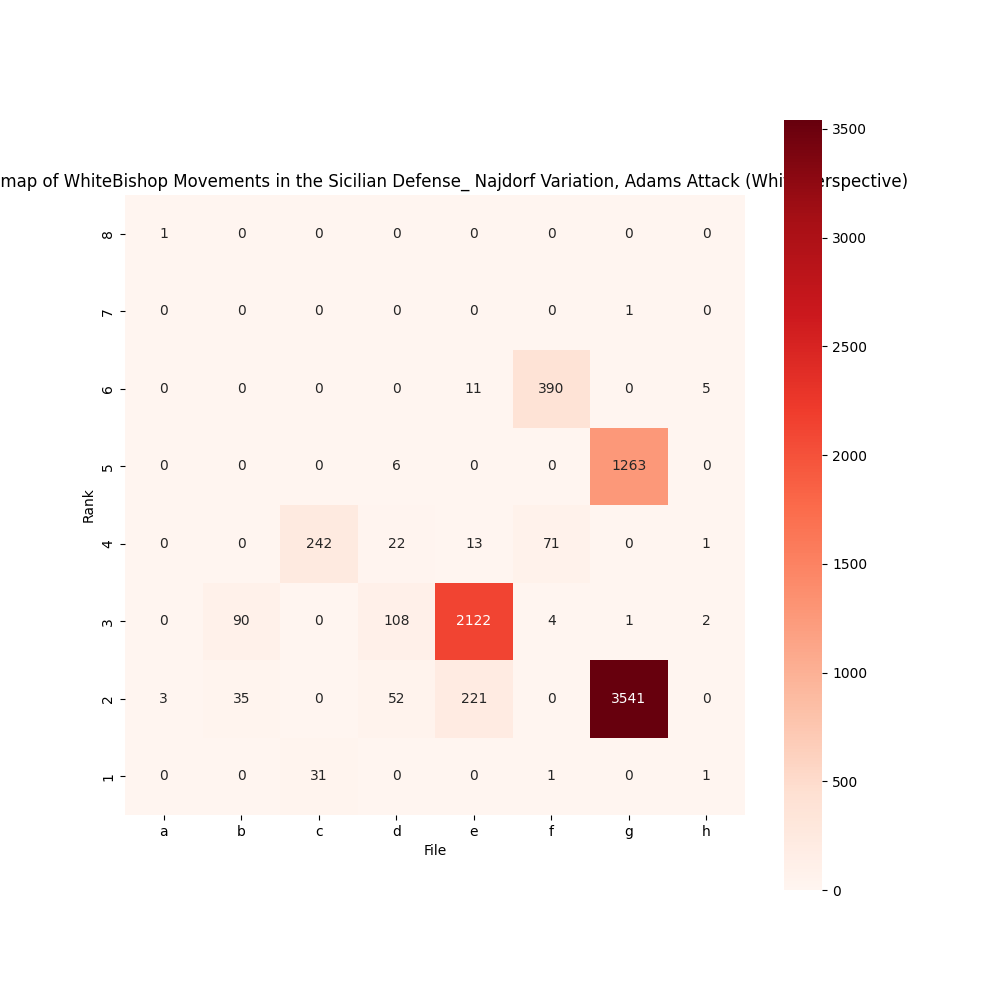 map of WhiteBishop Movements in the Sicilian Defense_ Najdorf Variation, Adams Attack (Whi erspective)
Rank
8 1 0 0 0 0 0 0 0
7 0 0 0 0 0 0 1 0
6 0 0 0 0 11 390 0 5
5 0 0 0 6 0 0 1263 0
4 0 0 242 22 13 71 0 1
3 0 90 0 108 2122 4 1 2
2 3 35 0 52 221 0 3541 0
1 0 0 31 0 0 1 0 1
a b c d e f g h
File
3500
3000
2500
2000
1500
1000
500
0